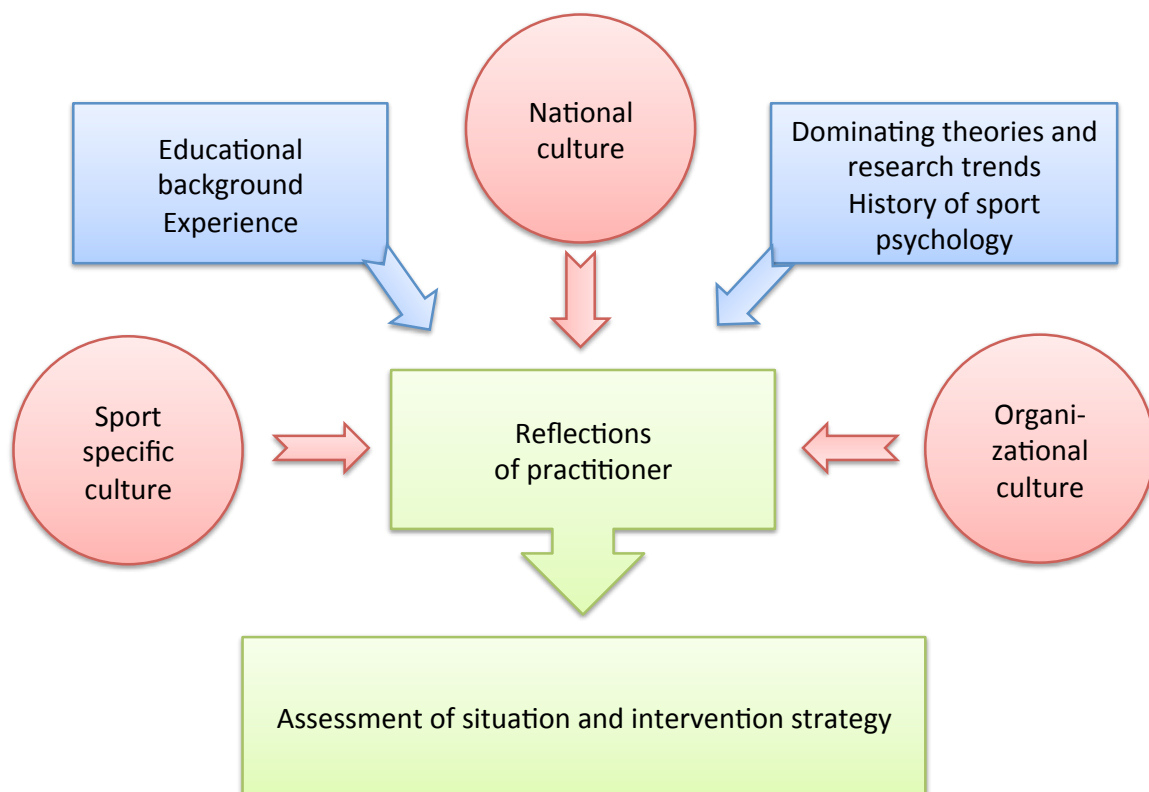 National
culture
Educational
background
Experience
Dominating theories and
research trends
History of sport
psychology
Sport
specific
culture
Reflections
of practitioner
Organi-
zational
culture
Assessment of situation and intervention strategy